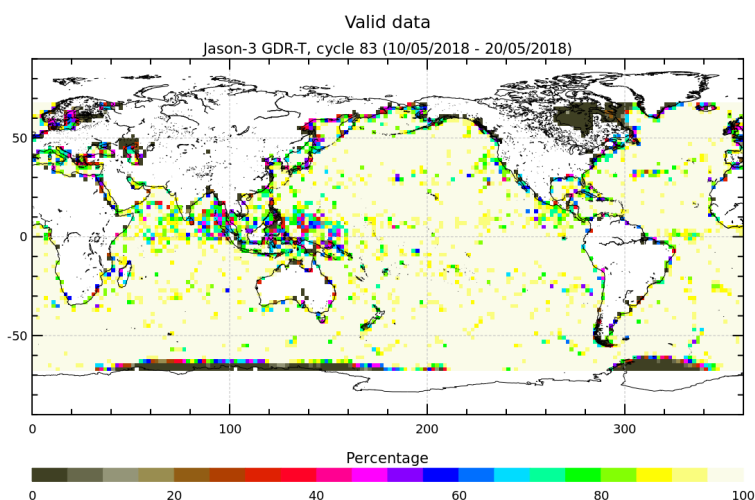 Valid data
Jason-3 GDR-T, cycle 83 (10/05/2018 - 20/05/2018)
50
0
-50
0 100 200 300
Percentage
0 20 40 60 80 100